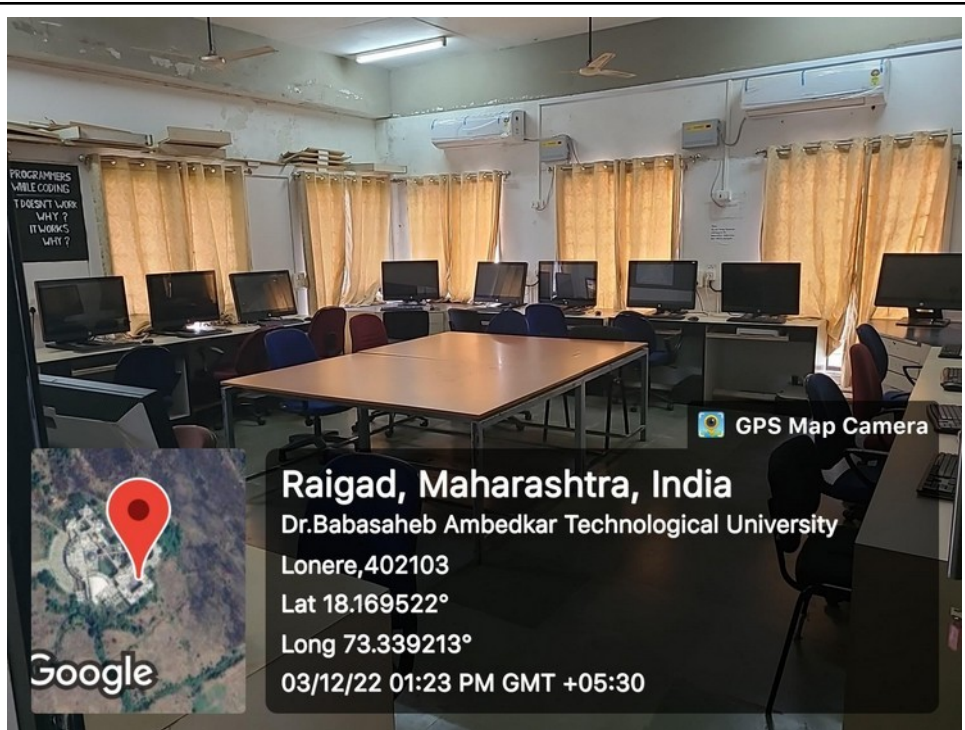 PROGRAMMERS
WHILE CODING
IT DOESN'T WORK
WHY ?
IT WORKS
WHY ?
GPS Map Camera
Raigad, Maharashtra, India
Dr.Babasaheb Ambedkar Technological University
Lonere,402103
Lat 18.169522°
Long 73.339213°
03/12/22 01:23 PM GMT +05:30
Google